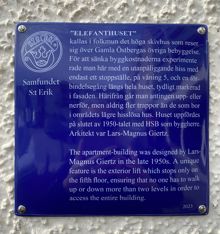 "ELEFANTHUSET"
kallas i folkmun det höga skivhus som reser
sig över Gamla Östbergas övriga bebyggelse.
För att sänka byggkostnaderna experimente
rade man här med en utanpåliggande hiss med
endast ett stoppställe, på våning 5, och en för-
bindelsegång längs hela huset, tydligt markerad
i fasaden. Härifrån går man antingen upp- eller
nerför, men aldrig fler trappor än de som bor
i områdets lägre hisslösa hus. Huset uppfördes
på slutet av 1950-talet med HSB som byggherre.
Arkitekt var Lars-Magnus Giertz.
Samfundet
S:t Erik
The apartment-building was designed by Lars-
Magnus Giertz in the late 1950s. A unique
feature is the exterior lift which stops only on
the fifth floor, ensuring that no one has to walk
up or down more than two levels in order to
access the entire building.
2023